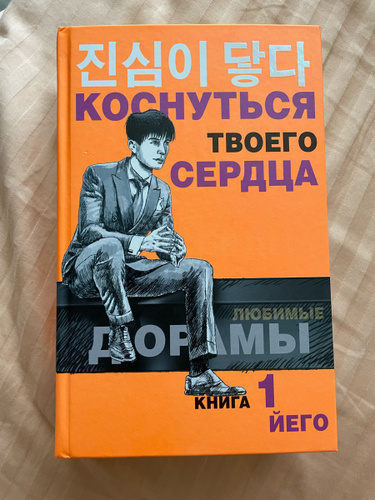 진심이 닿다
КОСНУТЬСЯ
ТВОЕГО
СЕРДЦА
ЛЮБИМЫЕ
ДОРАМЫ
КНИГА 1
ЙЕГО